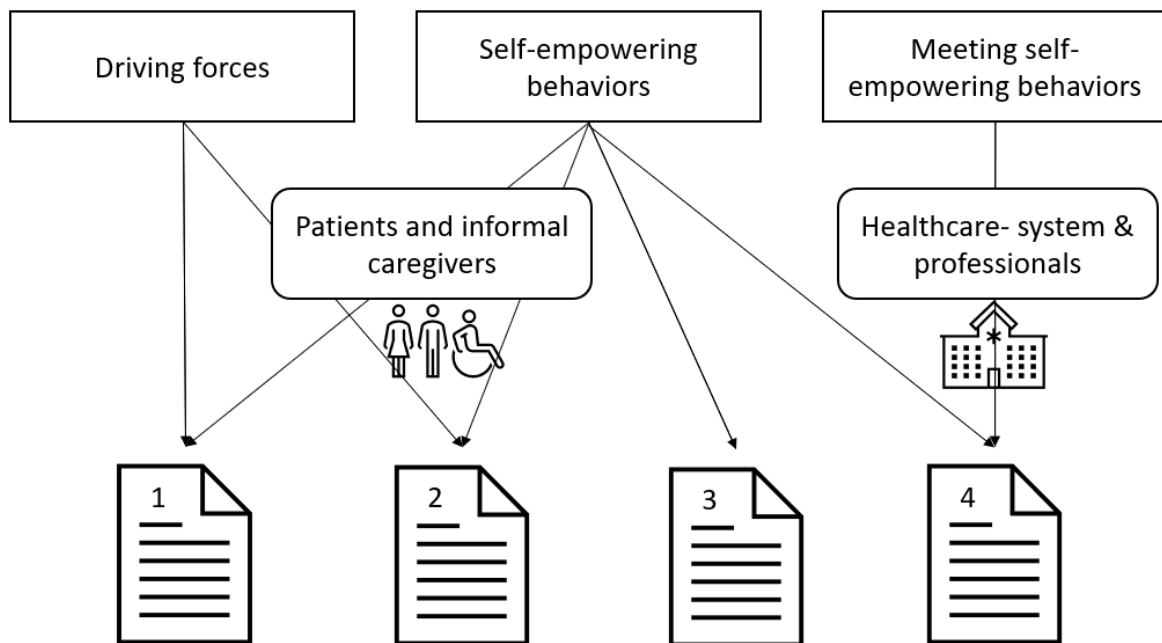 Driving forces
Self-empowering
behaviors
Meeting self-
empowering behaviors
Patients and informal
caregivers
Healthcare- system &
professionals
1
2
3
4